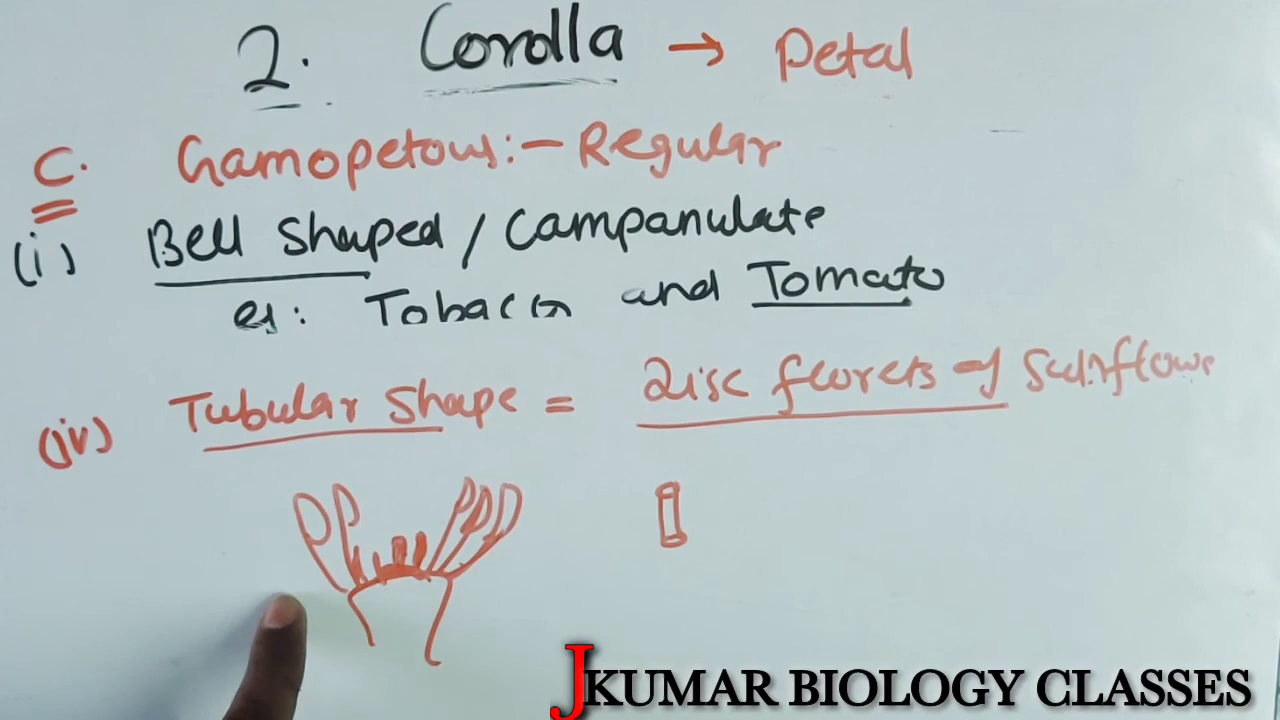 2. Corolla → Petal
C. Gamopetous:- Regular
(i) Bell Shaped / Campanulate
eg: Tobacco and Tomato
(iv) Tubular Shape = Disc florets of Sunflower
JKUMAR BIOLOGY CLASSES